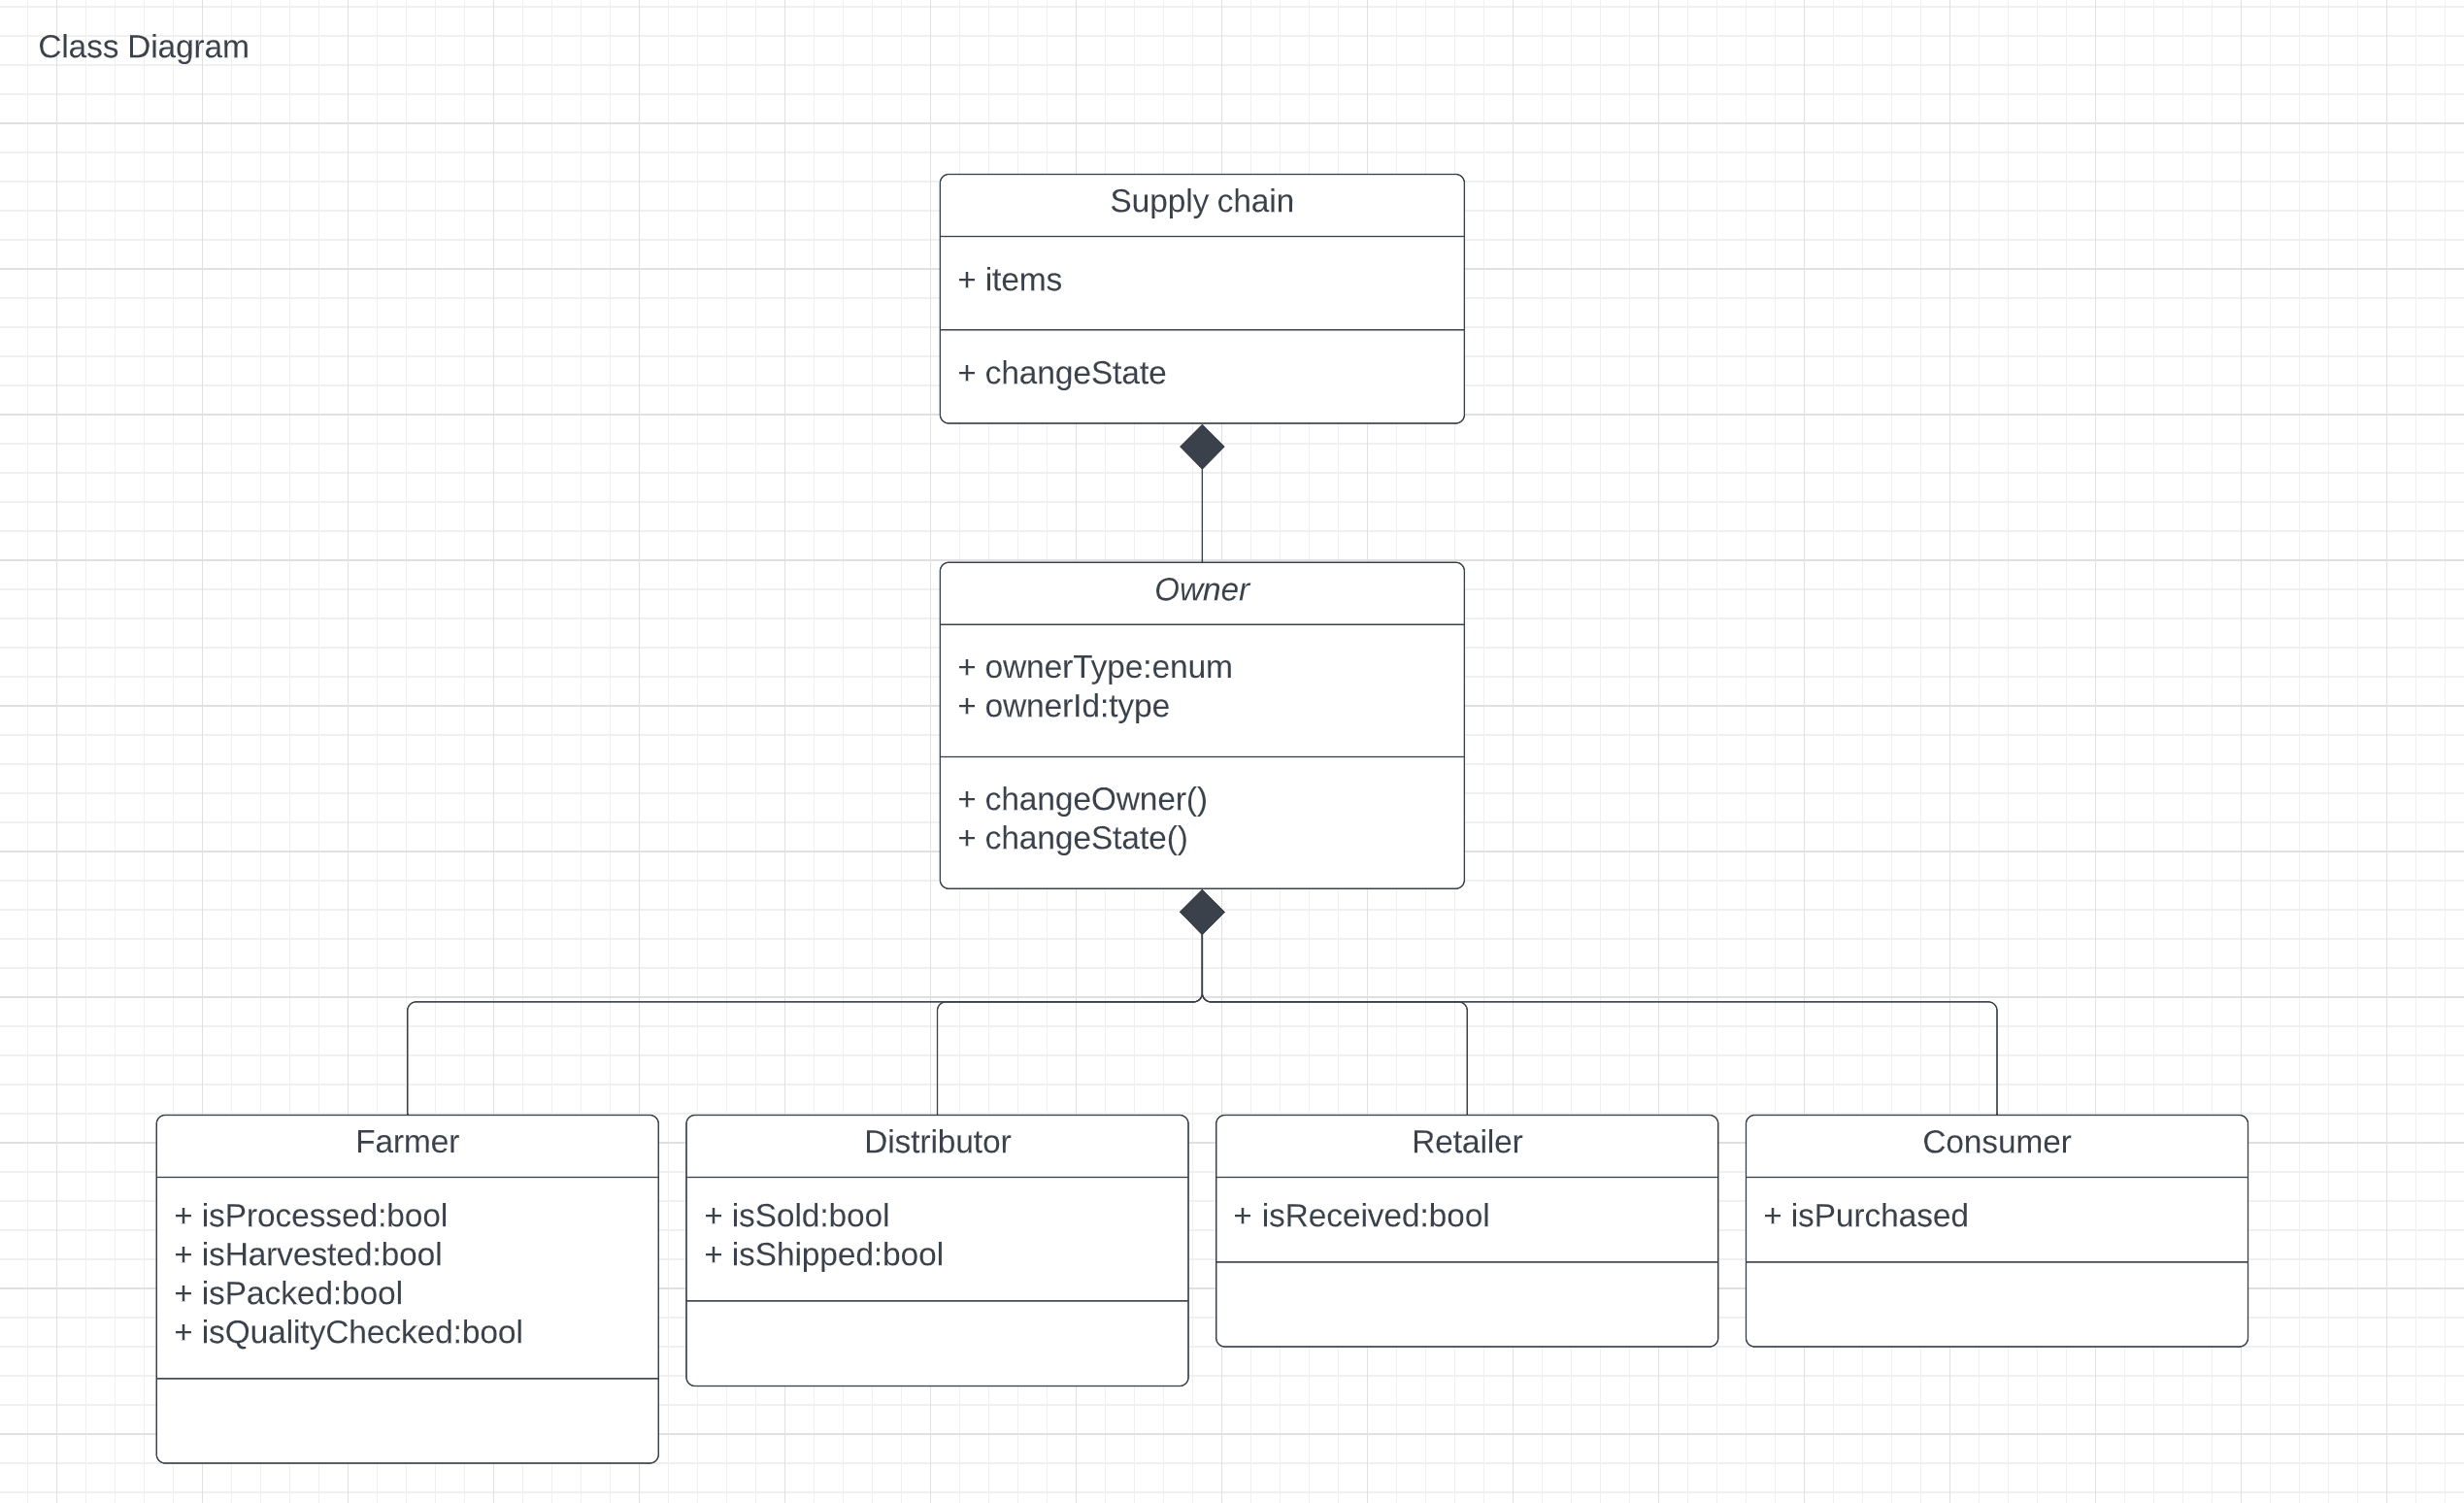 Class Diagram
Supply chain
+ items
+ changeState
Owner
+ ownerType:enum
+ ownerId:type
+ changeOwner()
+ changeState()
Farmer
+ isProcessed:bool
+ isHarvested:bool
+ isPacked:bool
+ isQualityChecked:bool
Distributor
+ isSold:bool
+ isShipped:bool
Retailer
+ isReceived:bool
Consumer
+ isPurchased